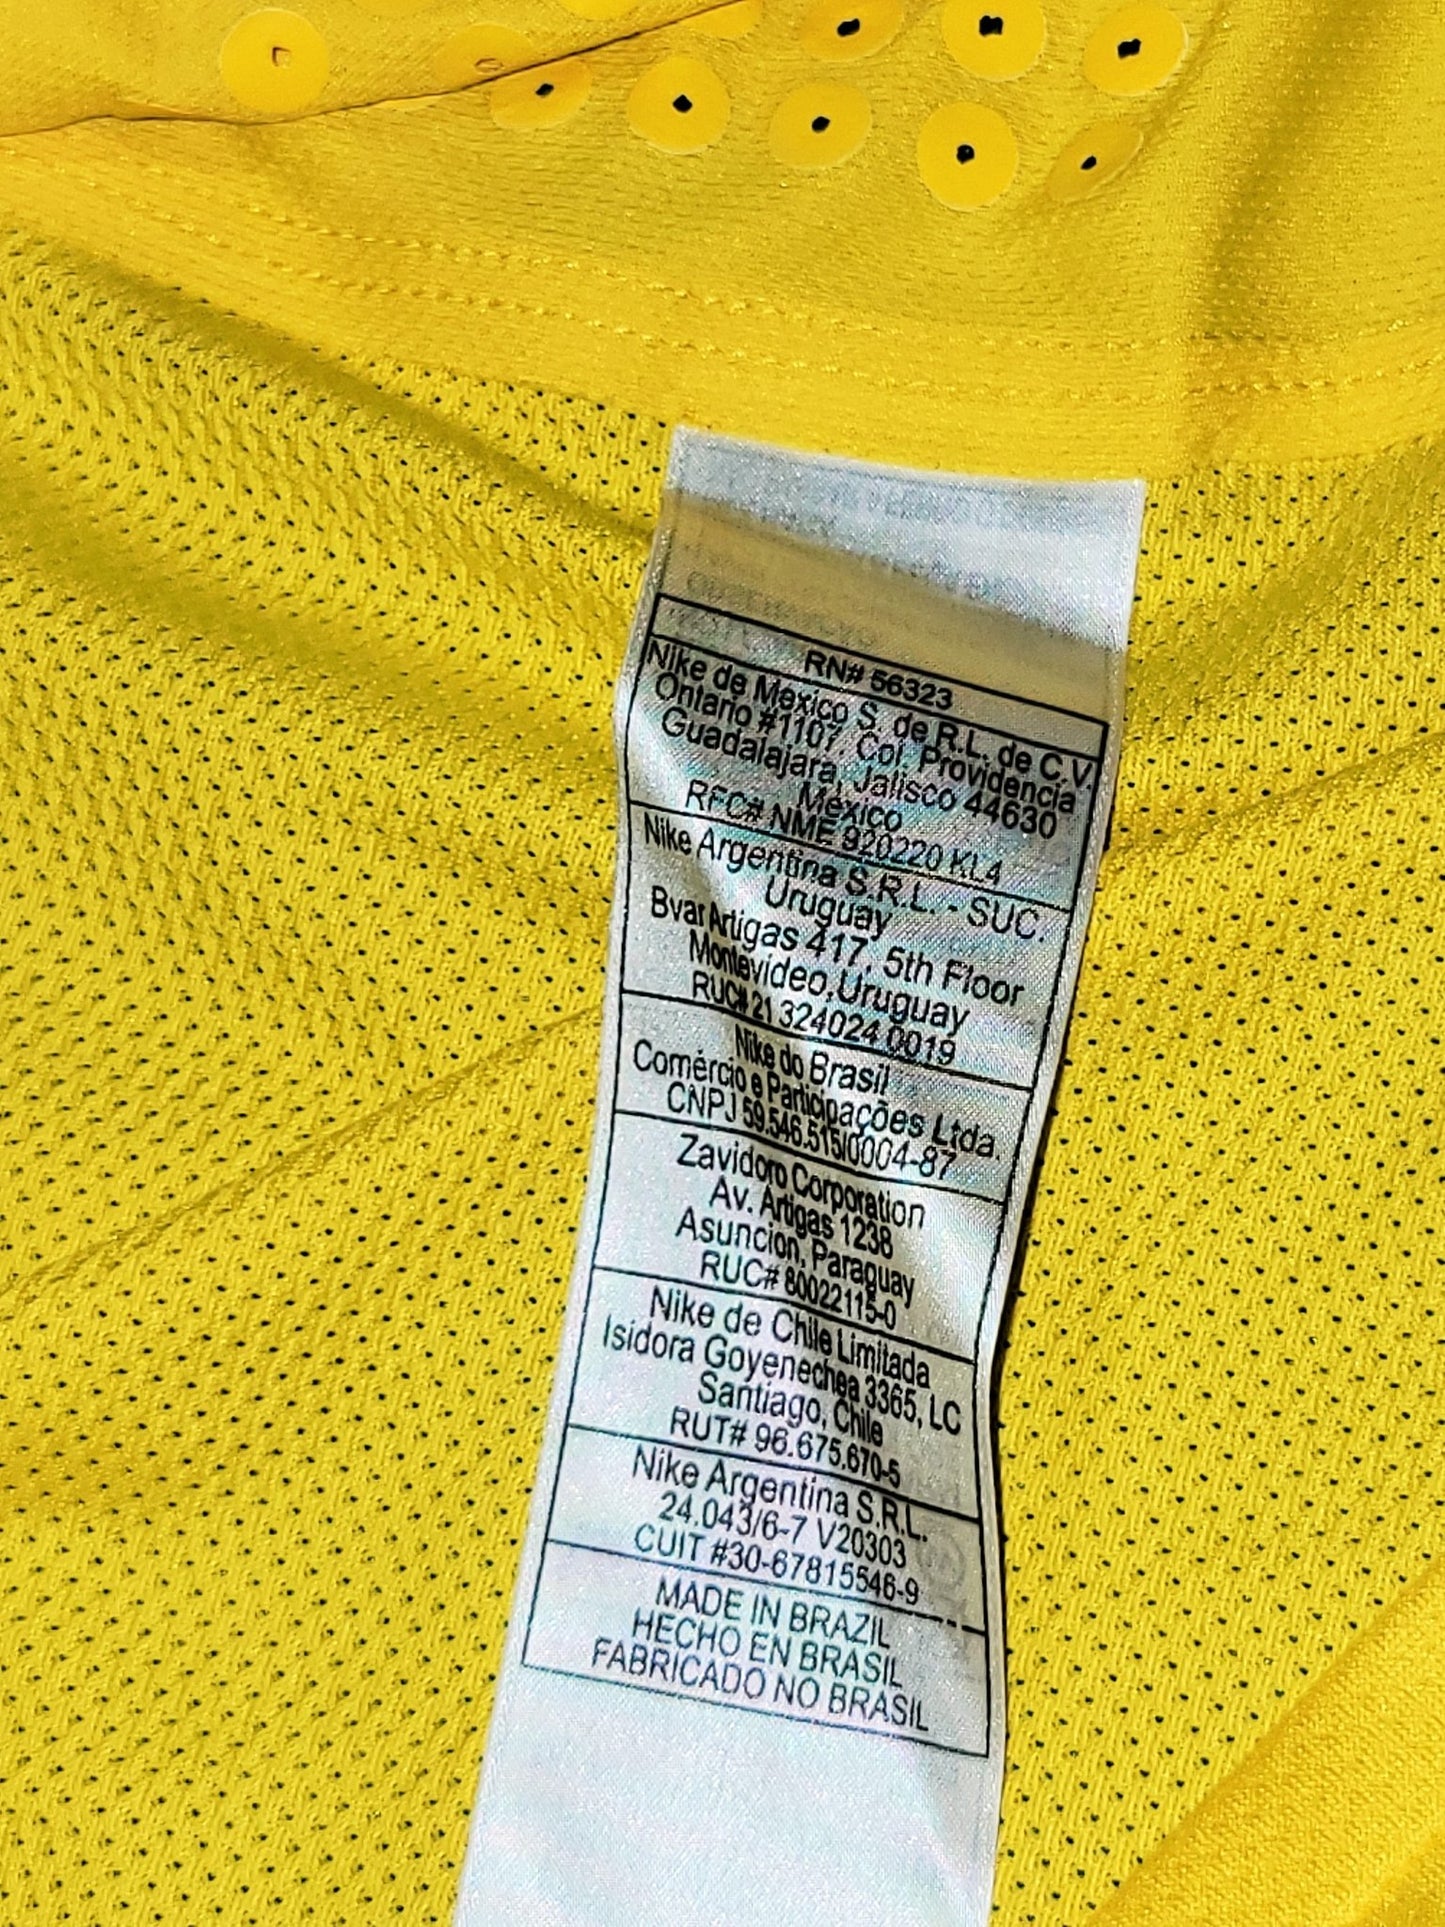 RN# 56323
Nike de Mexico S. de R.L. de C.V.
Ontario #1107, Col. Providencia
Guadalajara, Jalisco 44630
México
RFC# NME 920220 KL4
Nike Argentina S.R.L. - SUC.
Uruguay
Bvar Artigas 417, 5th Floor
Montevideo,Uruguay
RUC# 21 324024 0019
Nike do Brasil
Comércio e Participações Ltda.
CNPJ 59.546.515/0004-87
Zavidoro Corporation
Av. Artigas 1238
Asuncion, Paraguay
RUC# 80022115-0
Nike de Chile Limitada
Isidora Goyenechea 3365, LC
Santiago, Chile
RUT# 96.675.670-5
Nike Argentina S.R.L.
24.043/6-7 V20303
CUIT #30-67815546-9
MADE IN BRAZIL
HECHO EN BRASIL
FABRICADO NO BRASIL